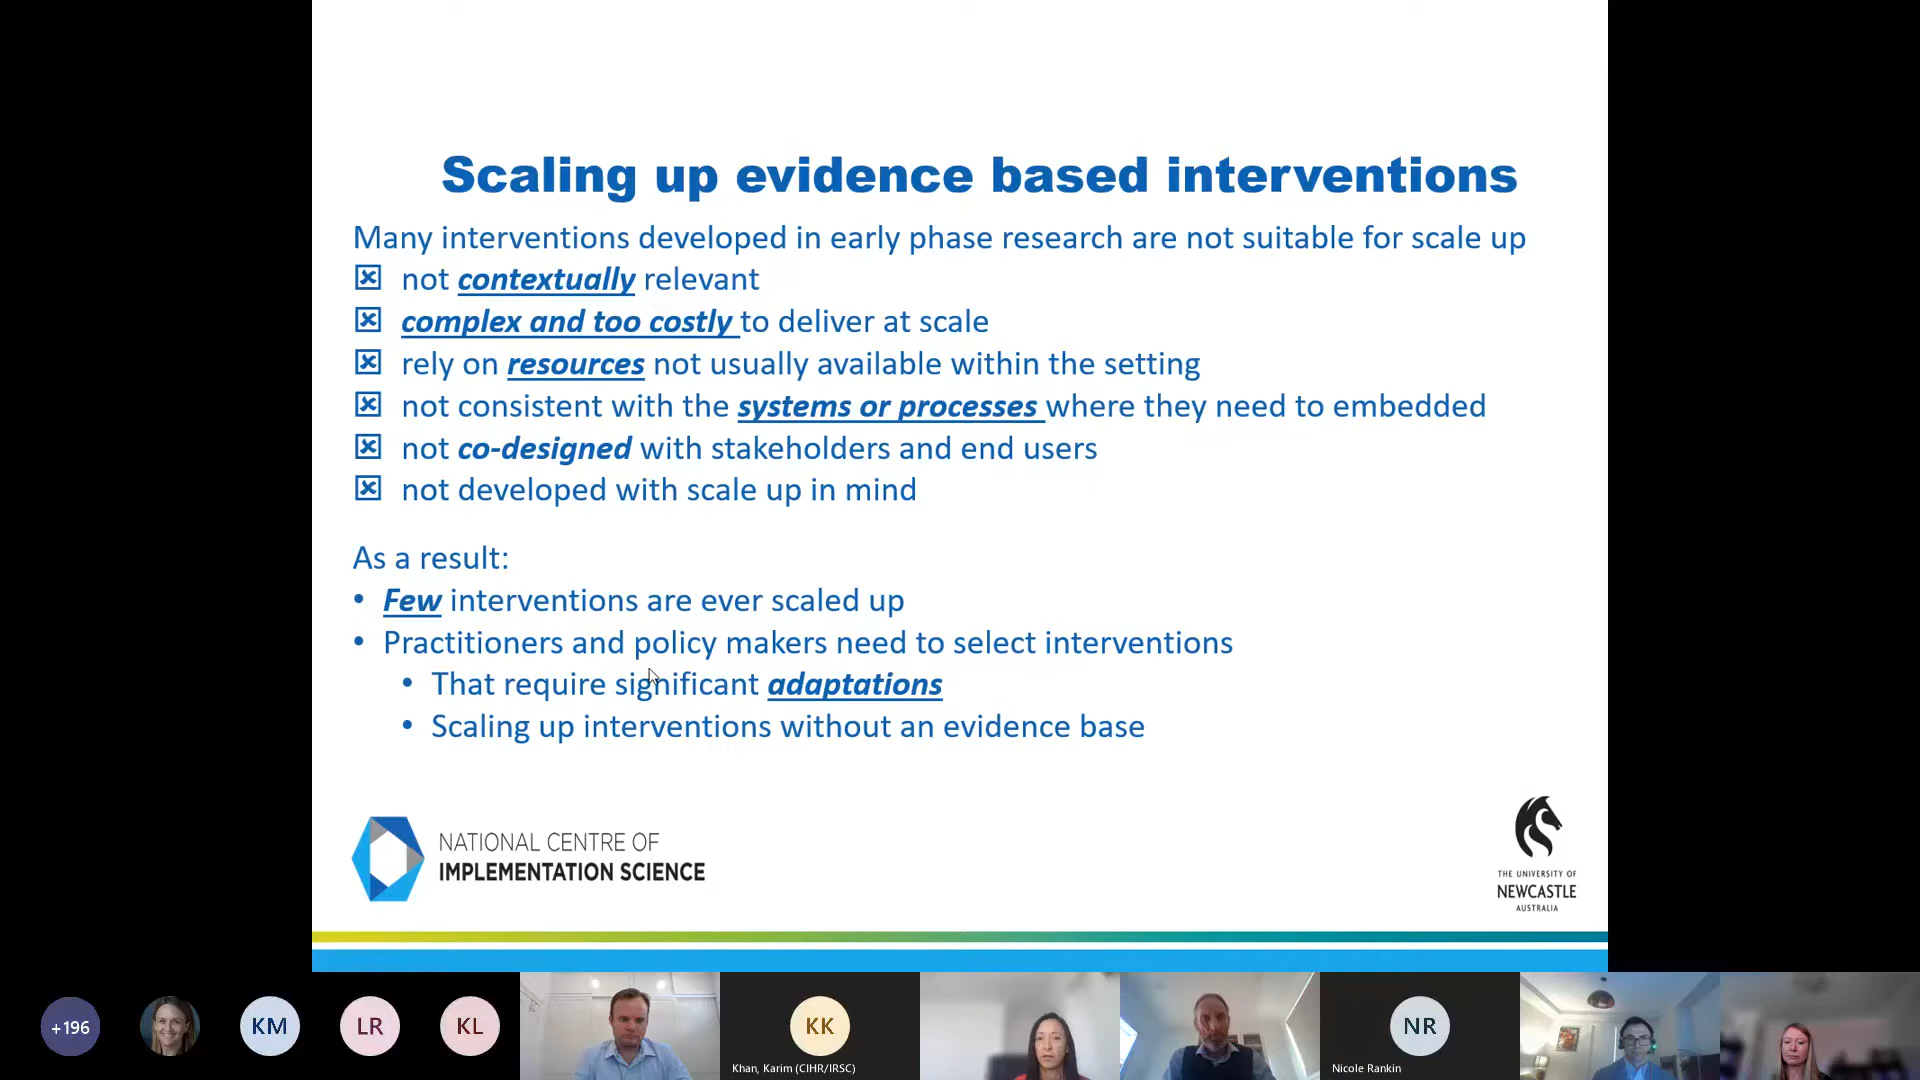 Scaling up evidence based interventions
Many interventions developed in early phase research are not suitable for scale up
not contextually relevant
complex and too costly to deliver at scale
rely on resources not usually available within the setting
not consistent with the systems or processes where they need to embedded
not co-designed with stakeholders and end users
not developed with scale up in mind
As a result:
Few interventions are ever scaled up
Practitioners and policy makers need to select interventions
That require significant adaptations
Scaling up interventions without an evidence base
NATIONAL CENTRE OF
IMPLEMENTATION SCIENCE
THE UNIVERSITY OF
NEWCASTLE
AUSTRALIA
+196
KM
LR
KL
KK
Khan, Karim (CIHR/IRSC)
NR
Nicole Rankin